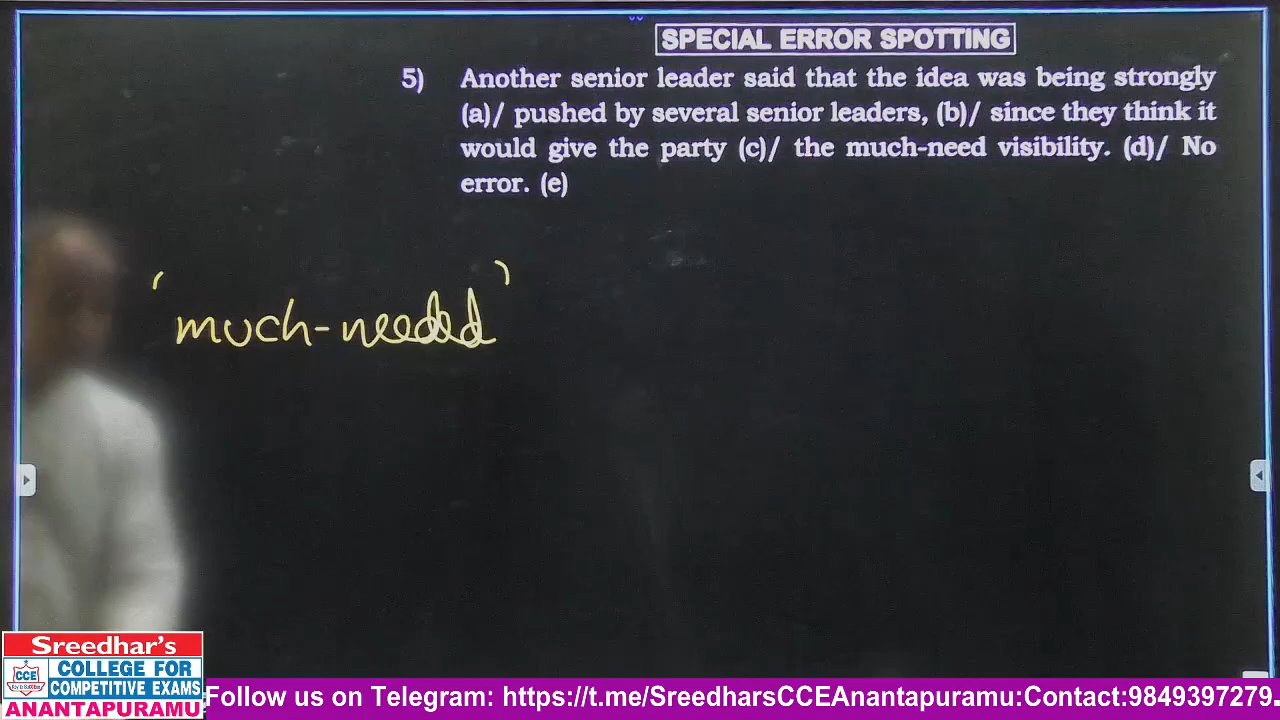 SPECIAL ERROR SPOTTING
5) Another senior leader said that the idea was being strongly
(a)/ pushed by several senior leaders, (b)/ since they think it
would give the party (c)/ the much-need visibility. (d)/ No
error. (e)
'much-needed'
Sreedhar's
CCE
COLLEGE FOR
COMPETITIVE EXAMS
ANANTAPURAMU
Follow us on Telegram: https://t.me/SreedharsCCEAnantapuramu:Contact:9849397279.